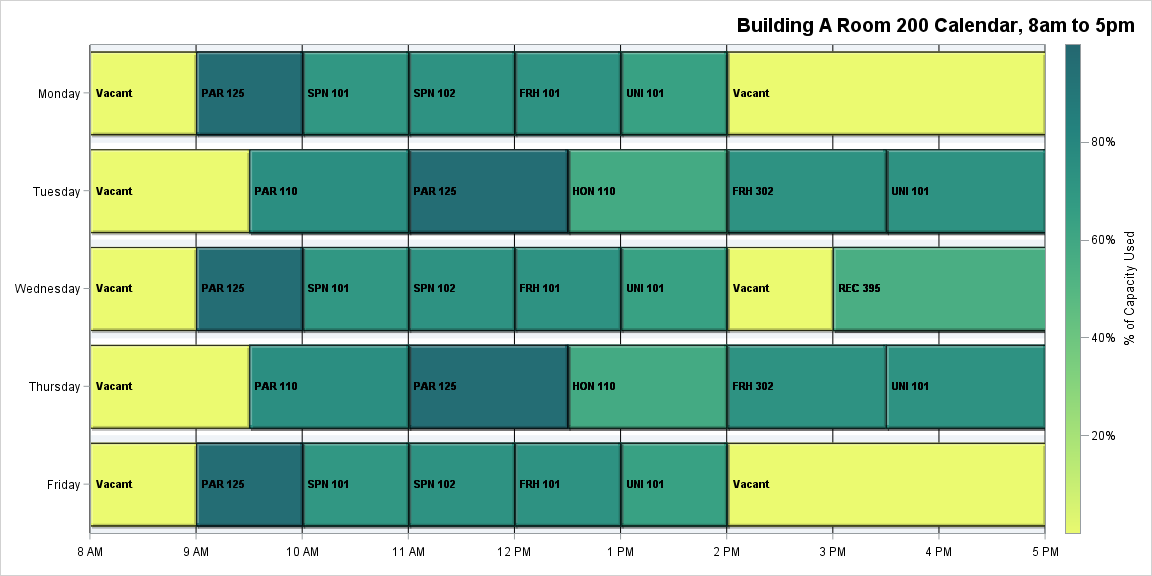 Building A Room 200 Calendar, 8am to 5pm
Monday
Vacant
PAR 125
SPN 101
SPN 102
FRH 101
UNI 101
Vacant
Tuesday
Vacant
PAR 110
PAR 125
HON 110
FRH 302
UNI 101
Wednesday
Vacant
PAR 125
SPN 101
SPN 102
FRH 101
UNI 101
Vacant
REC 395
Thursday
Vacant
PAR 110
PAR 125
HON 110
FRH 302
UNI 101
Friday
Vacant
PAR 125
SPN 101
SPN 102
FRH 101
UNI 101
Vacant
8 AM
9 AM
10 AM
11 AM
12 PM
1 PM
2 PM
3 PM
4 PM
5 PM
80%
60%
40%
20%
% of Capacity Used